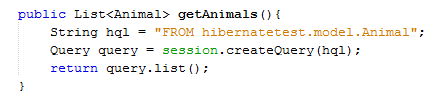 public List<Animal> getAnimals(){
    String hql = "FROM hibernatetest.model.Animal";
    Query query = session.createQuery(hql);
    return query.list();
}